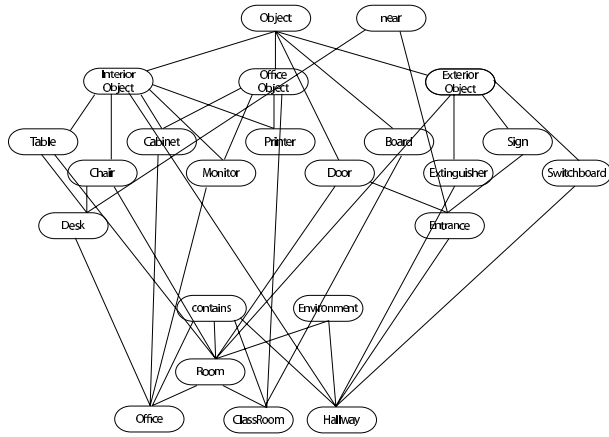 Object
near
Interior
Object
Office
Object
Exterior
Object
Table
Cabinet
Printer
Board
Sign
Chair
Monitor
Door
Extinguisher
Switchboard
Desk
Entrance
contains
Environment
Room
Office
ClassRoom
Hallway